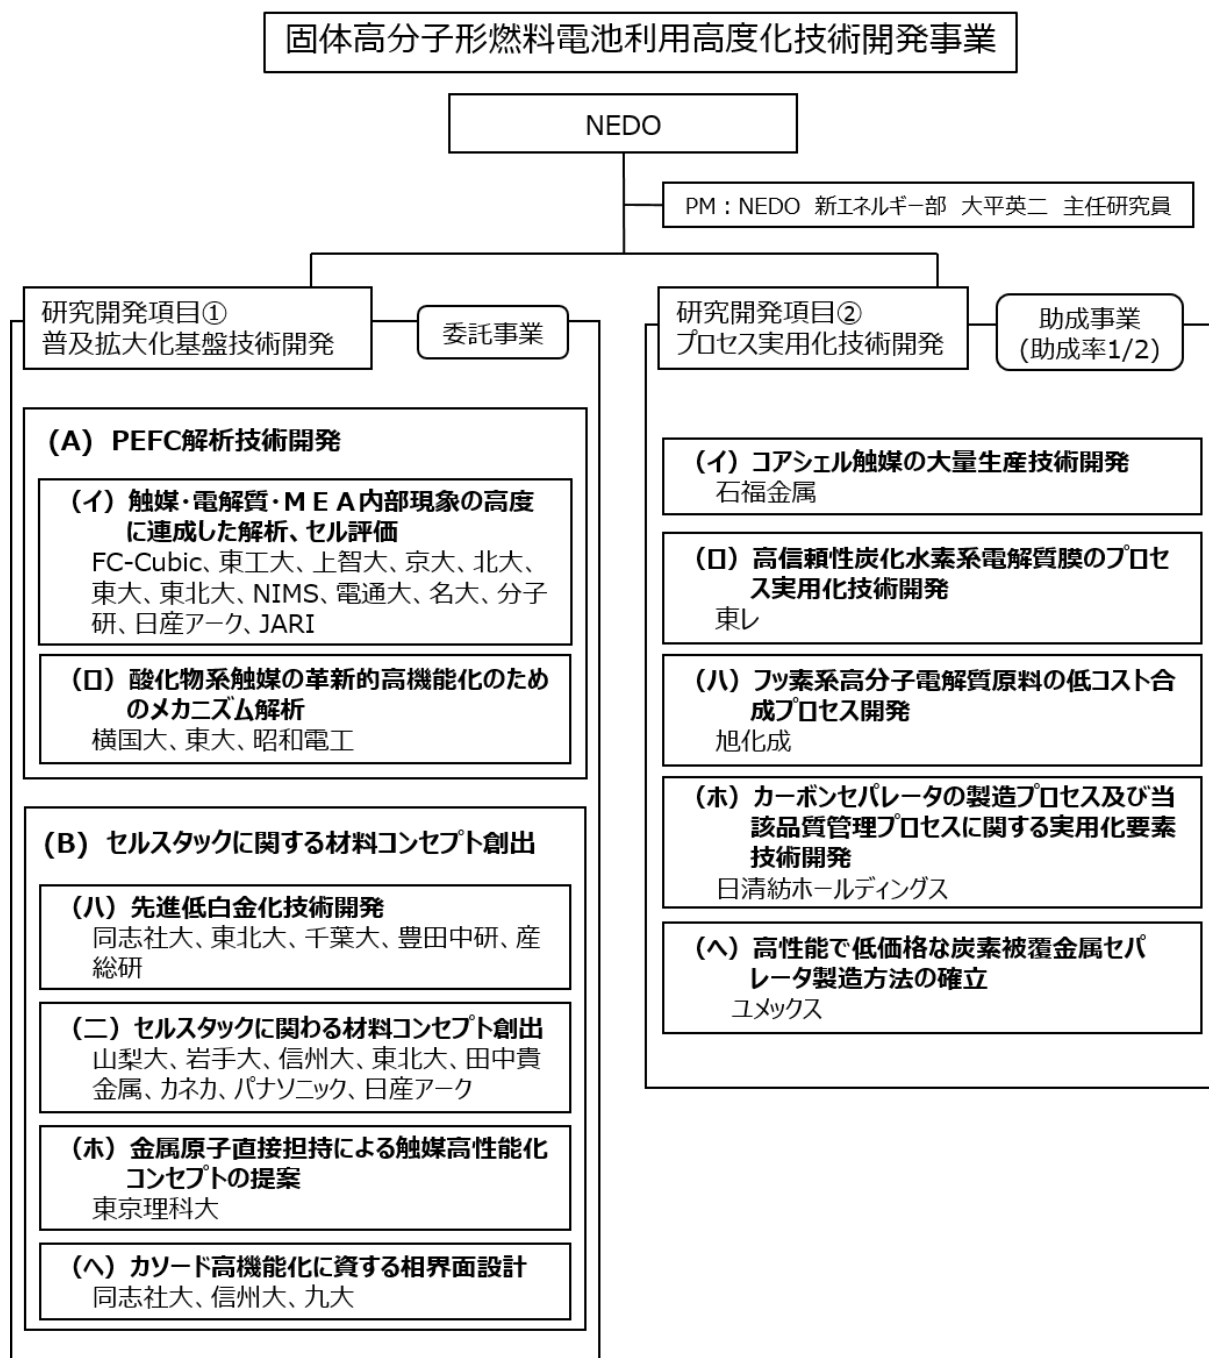 固体高分子形燃料電池利用高度化技術開発事業
NEDO
PM：NEDO 新エネルギー部 大平英二 主任研究員
研究開発項目①
普及拡大化基盤技術開発
委託事業
(A) PEFC解析技術開発
(イ) 触媒・電解質・ＭＥＡ内部現象の高度
に連成した解析、セル評価
FC-Cubic、東工大、上智大、京大、北大、
東大、東北大、NIMS、電通大、名大、分子
研、日産アーク、JARI
(ロ) 酸化物系触媒の革新的高機能化のため
のメカニズム解析
横国大、東大、昭和電工
(B) セルスタックに関する材料コンセプト創出
(ハ) 先進低白金化技術開発
同志社大、東北大、千葉大、豊田中研、産
総研
(二) セルスタックに関わる材料コンセプト創出
山梨大、岩手大、信州大、東北大、田中貴
金属、カネカ、パナソニック、日産アーク
(ホ) 金属原子直接担持による触媒高性能化
コンセプトの提案
東京理科大
(ヘ) カソード高機能化に資する相界面設計
同志社大、信州大、九大
研究開発項目②
プロセス実用化技術開発
助成事業
(助成率1/2)
(イ) コアシェル触媒の大量生産技術開発
石福金属
(ロ) 高信頼性炭化水素系電解質膜のプロセ
ス実用化技術開発
東レ
(ハ) フッ素系高分子電解質原料の低コスト合
成プロセス開発
旭化成
(ホ) カーボンセパレータの製造プロセス及び当
該品質管理プロセスに関する実用化要素
技術開発
日清紡ホールディングス
(ヘ) 高性能で低価格な炭素被覆金属セパ
レータ製造方法の確立
ユメックス